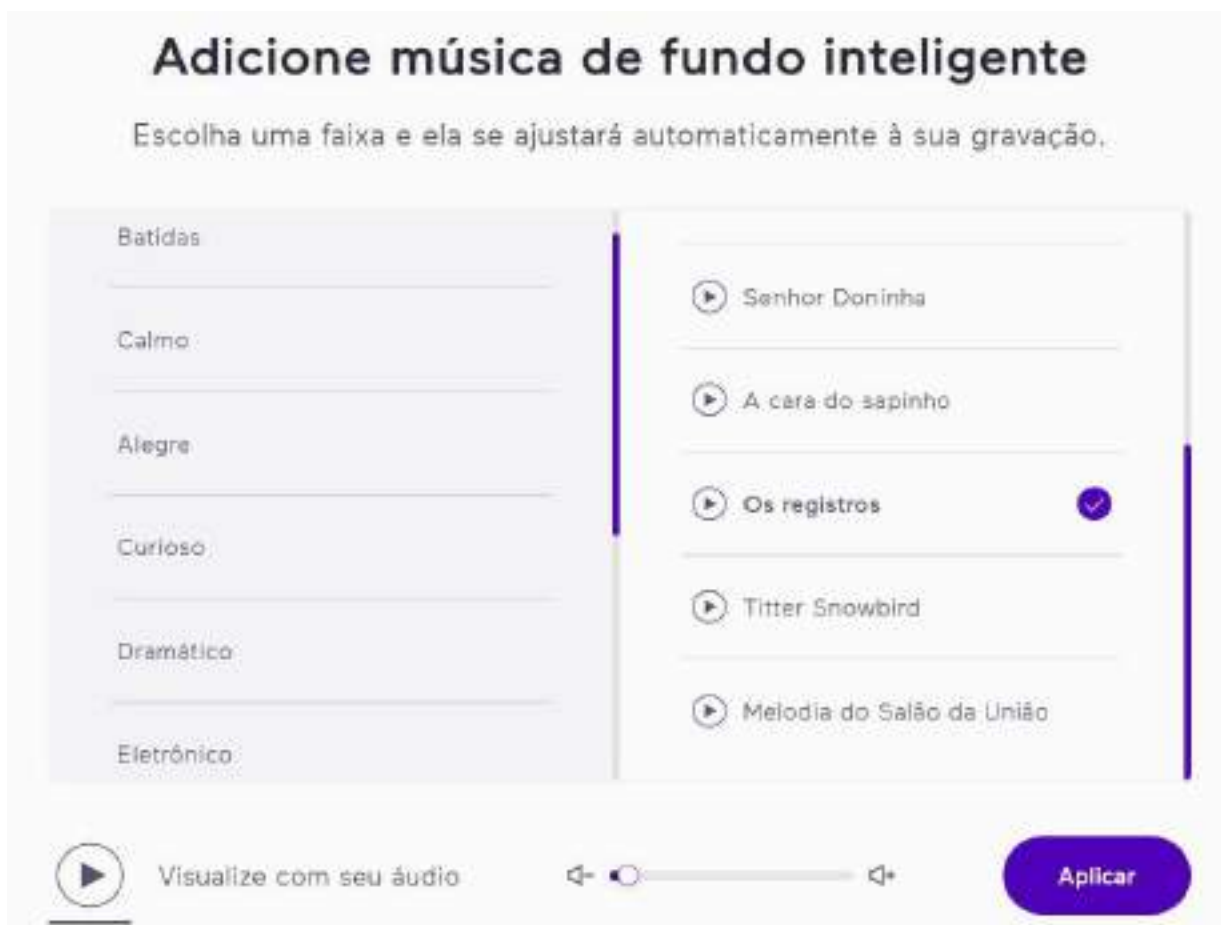 Adicione música de fundo inteligente
Escolha uma faixa e ela se ajustará automaticamente à sua gravação.
Batidas
Calmo
Alegre
Curioso
Dramático
Eletrônico
Senhor Doninha
A cara do sapinho
Os registros
Titter Snowbird
Melodia do Salão da União
Visualize com seu áudio
Aplicar